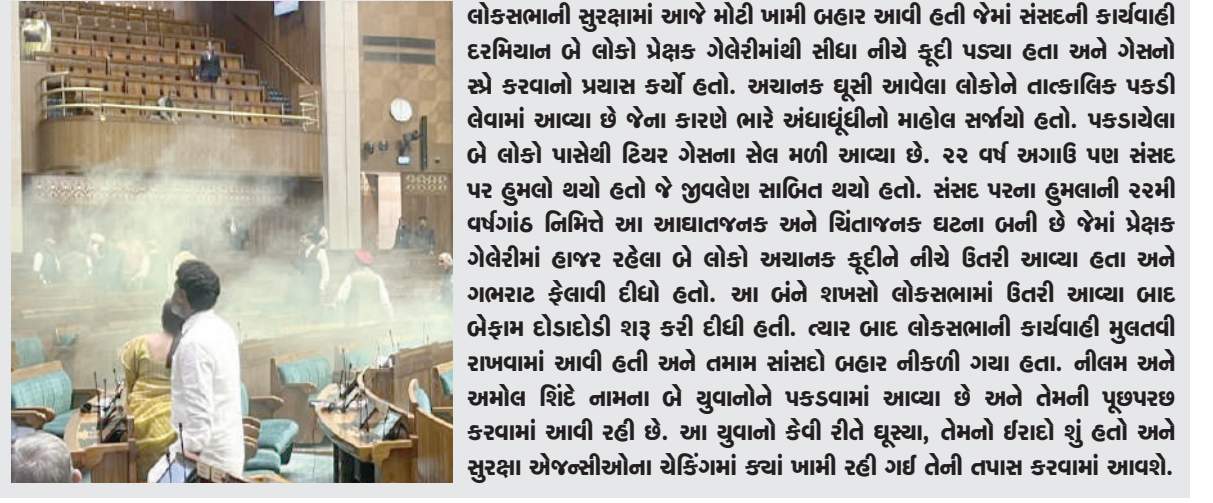 લોકસભાની સુરક્ષામાં આજે મોટી ખામી બહાર આવી હતી જેમાં સંસદની કાર્યવાહી
દરમિયાન બે લોકો પ્રેક્ષક ગેલેરીમાંથી સીધા નીચે કૂદી પડ્યા હતા અને ગેસનો
સ્પ્રે કરવાનો પ્રયાસ કર્યો હતો. અચાનક ઘૂસી આવેલા લોકોને તાત્કાલિક પકડી
લેવામાં આવ્યા છે જેના કારણે ભારે અંધાધૂંધીનો માહોલ સર્જાયો હતો. પકડાયેલા
બે લોકો પાસેથી ટિયર ગેસના સેલ મળી આવ્યા છે. ૨૨ વર્ષ અગાઉ પણ સંસદ
પર હુમલો થયો હતો જે જીવલેણ સાબિત થયો હતો. સંસદ પરના હુમલાની ૨૨મી
વર્ષગાંઠ નિમિત્તે આ આઘાતજનક અને ચિંતાજનક ઘટના બની છે જેમાં પ્રેક્ષક
ગેલેરીમાં હાજર રહેલા બે લોકો અચાનક કૂદીને નીચે ઉતરી આવ્યા હતા અને
ગભરાટ ફેલાવી દીધો હતો. આ બંને શખસો લોકસભામાં ઉતરી આવ્યા બાદ
બેફામ દોડાદોડી શરૂ કરી દીધી હતી. ત્યાર બાદ લોકસભાની કાર્યવાહી મુલતવી
રાખવામાં આવી હતી અને તમામ સાંસદો બહાર નીકળી ગયા હતા. નીલમ અને
અમોલ શિંદે નામના બે યુવાનોને પકડવામાં આવ્યા છે અને તેમની પૂછપરછ
કરવામાં આવી રહી છે. આ યુવાનો કેવી રીતે ઘૂસ્યા, તેમનો ઈરાદો શું હતો અને
સુરક્ષા એજન્સીઓના ચેકિંગમાં ક્યાં ખામી રહી ગઈ તેની તપાસ કરવામાં આવશે.